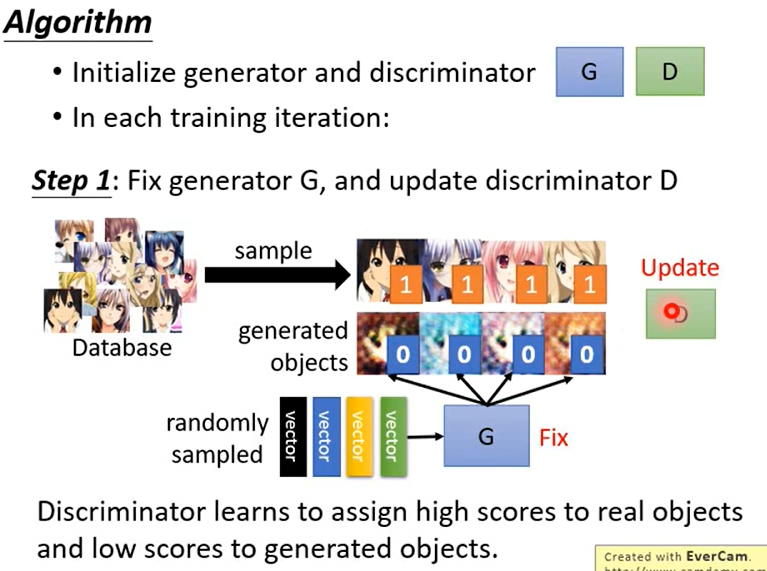 Algorithm
• Initialize generator and discriminator G D
• In each training iteration:
Step 1: Fix generator G, and update discriminator D
sample
1 1 1 1
Update
D
Database
generated
objects
0 0 0 0
randomly
sampled
vector vector vector vector
G
Fix
Discriminator learns to assign high scores to real objects
and low scores to generated objects.
Created with EverCam.